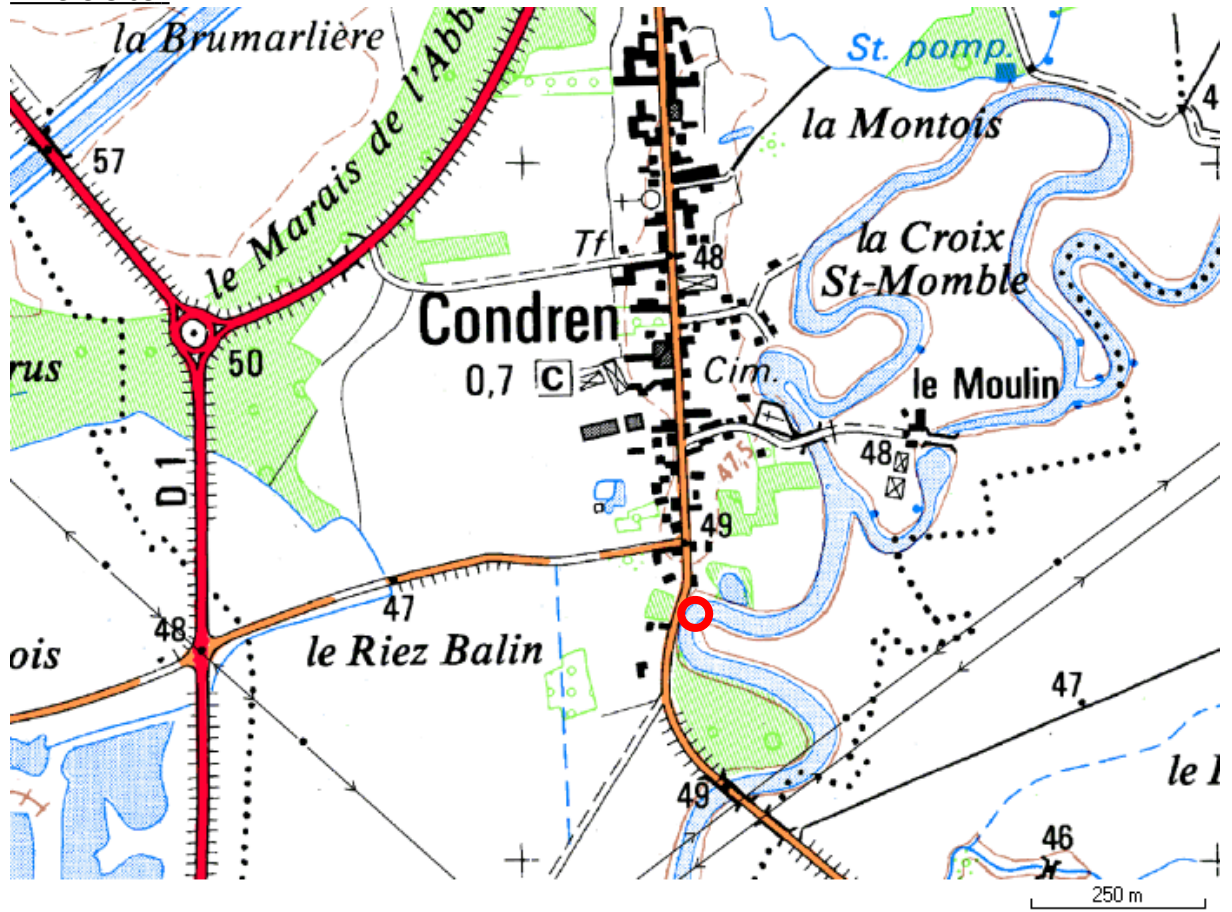 la Brumarlière
St. pomp.
57
le Marais de l'Abb
la Montois
4
Tf
48
la Croix
St-Momble
Condren
50
rus
0,7
C
Cim.
le Moulin
47,5
48
D 1
49
47
48
ois
le Riez Balin
47
le
49
46
250 m